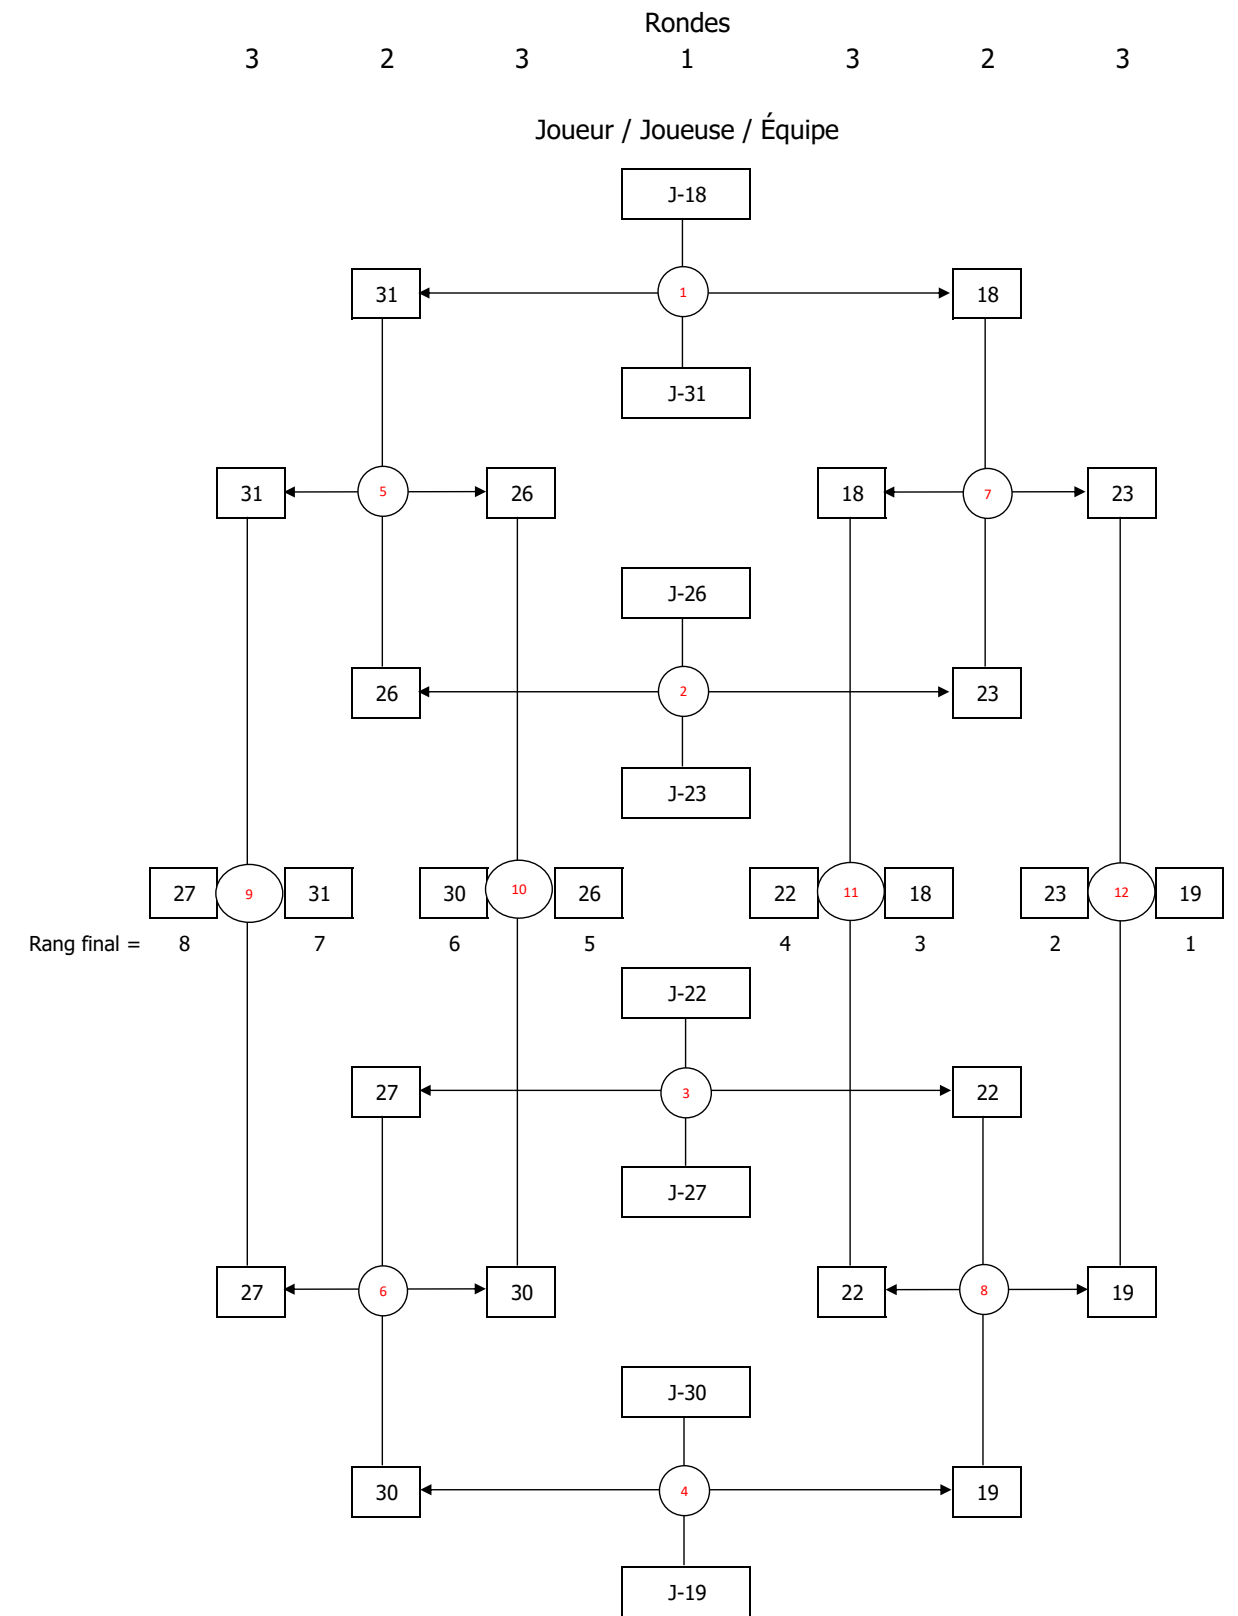 Rondes
3 2 3 1 3 2 3
Joueur / Joueuse / Équipe
J-18
31 1 18
J-31
31 5 26 18 7 23
J-26
26 2 23
J-23
27 9 31 30 10 26 22 11 18 23 12 19
Rang final = 8 7 6 5 4 3 2 1
J-22
27 3 22
J-27
27 6 30 22 8 19
J-30
30 4 19
J-19